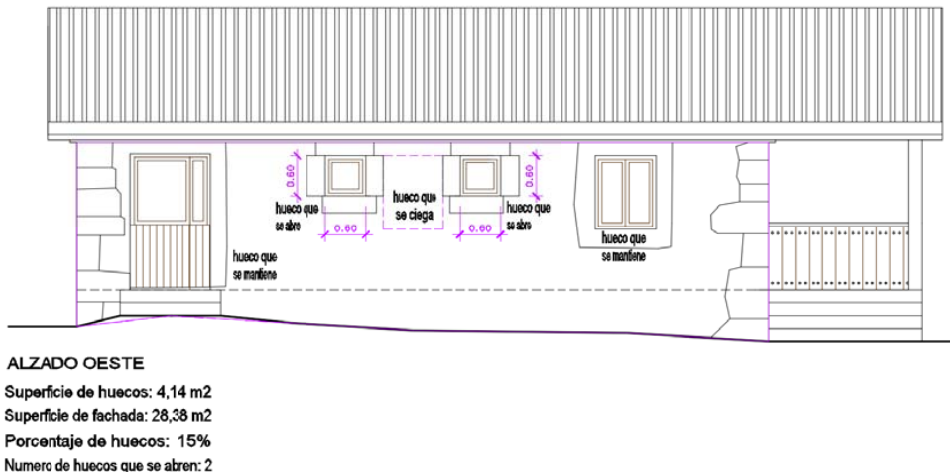 0.60
0.60
hueco que
se ciega
hueco que
se abre
0.60
0.60
hueco que
se abre
hueco que
se mantiene
hueco que
se mantiene
ALZADO OESTE
Superficie de huecos: 4,14 m2
Superficie de fachada: 28,38 m2
Porcentaje de huecos: 15%
Numero de huecos que se abren: 2